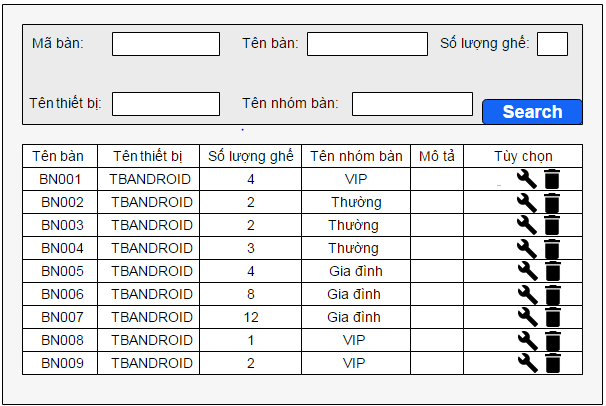 Mã bàn: Tên bàn: Số lượng ghế:
Tên thiết bị: Tên nhóm bàn: Search
Tên bàn Tên thiết bị Số lượng ghế Tên nhóm bàn Mô tả Tùy chọn
BN001 TBANDROID 4 VIP
BN002 TBANDROID 2 Thường
BN003 TBANDROID 2 Thường
BN004 TBANDROID 3 Thường
BN005 TBANDROID 4 Gia đình
BN006 TBANDROID 8 Gia đình
BN007 TBANDROID 12 Gia đình
BN008 TBANDROID 1 VIP
BN009 TBANDROID 2 VIP